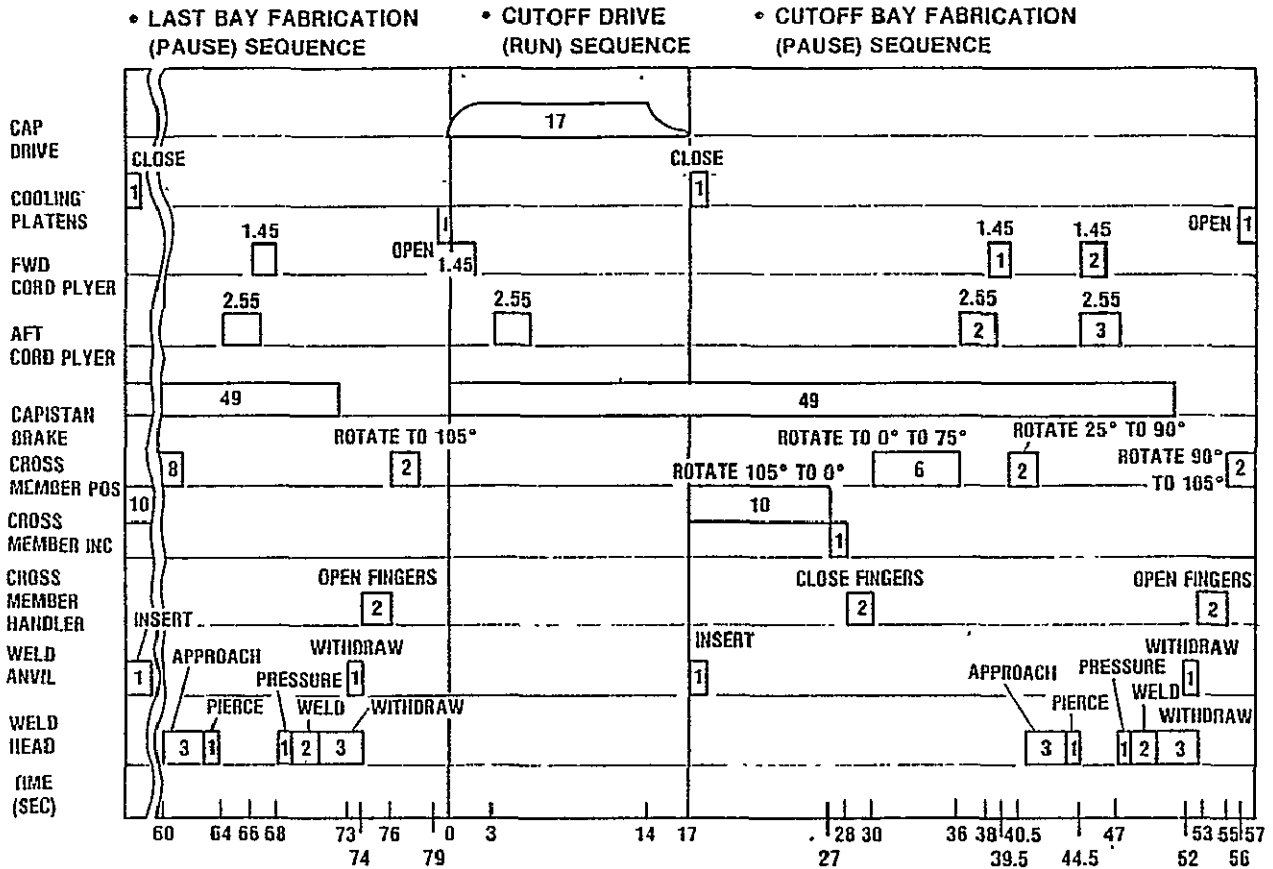 • LAST BAY FABRICATION
(PAUSE) SEQUENCE
• CUTOFF DRIVE
(RUN) SEQUENCE
• CUTOFF BAY FABRICATION
(PAUSE) SEQUENCE
CAP
DRIVE
17
CLOSE
CLOSE
COOLING
PLATENS
1
1
1
OPEN
OPEN 1
FWD
CORD PLYER
1.45
1.45
1.45
1
1.45
2
AFT
CORD PLYER
2.55
2.55
2.55
2
2.55
3
CAPISTAN
BRAKE
49
49
CROSS
MEMBER POS
8
ROTATE TO 105°
2
ROTATE TO 0° TO 75°
6
ROTATE 25° TO 90°
2
ROTATE 90°
TO 105°
2
CROSS
MEMBER INC
10
ROTATE 105° TO 0°
10
1
CROSS
MEMBER
HANDLER
OPEN FINGERS
2
CLOSE FINGERS
2
OPEN FINGERS
2
WELD
ANVIL
INSERT
1
WITHDRAW
1
INSERT
1
WITHDRAW
1
WELD
HEAD
APPROACH
PIERCE
PRESSURE
WELD
WITHDRAW
3 1 1 2 3
APPROACH
PIERCE
PRESSURE
WELD
WITHDRAW
3 1 1 2 3
TIME
(SEC)
60 64 66 68 73 76 0 3 14 17 28 30 36 38 40.5 47 53 55 57
74 79 27 39.5 44.5 52 56